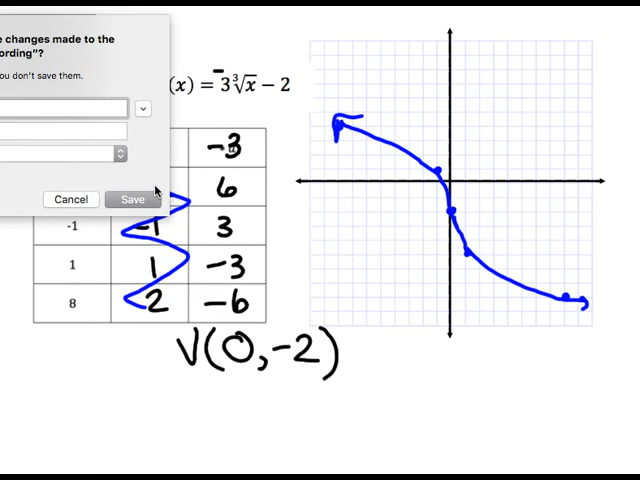 e changes made to the
ording"?
ou don't save them.
Cancel Save
(x) = -3∛x - 2
-3
6
-1 -1 3
1 1 -3
8 2 -6
V(0,-2)